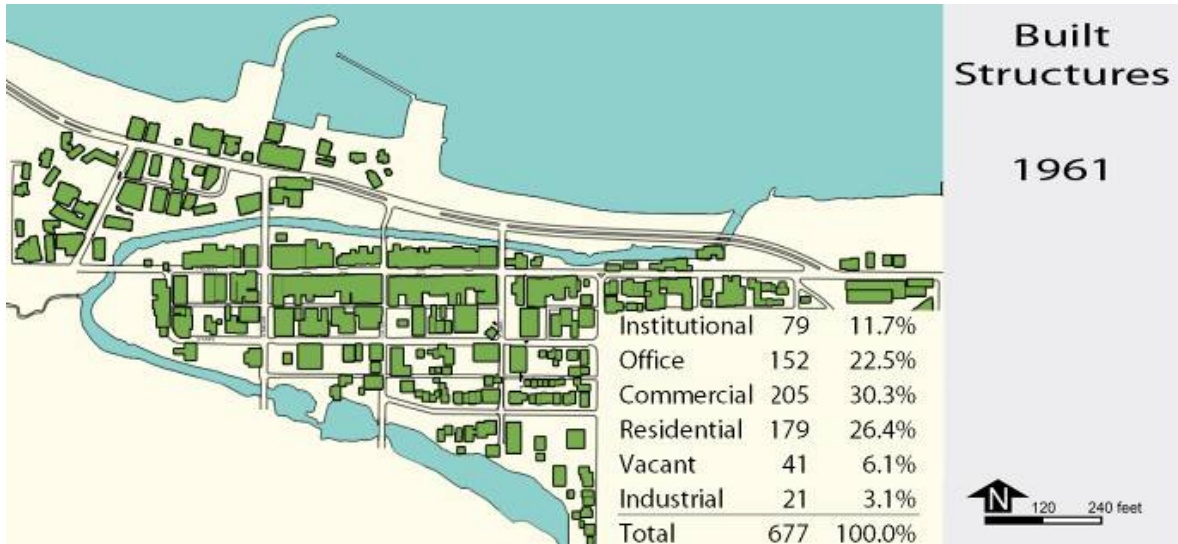 Built
Structures
1961
Institutional 79 11.7%
Office 152 22.5%
Commercial 205 30.3%
Residential 179 26.4%
Vacant 41 6.1%
Industrial 21 3.1%
Total 677 100.0%
N 120 240 feet